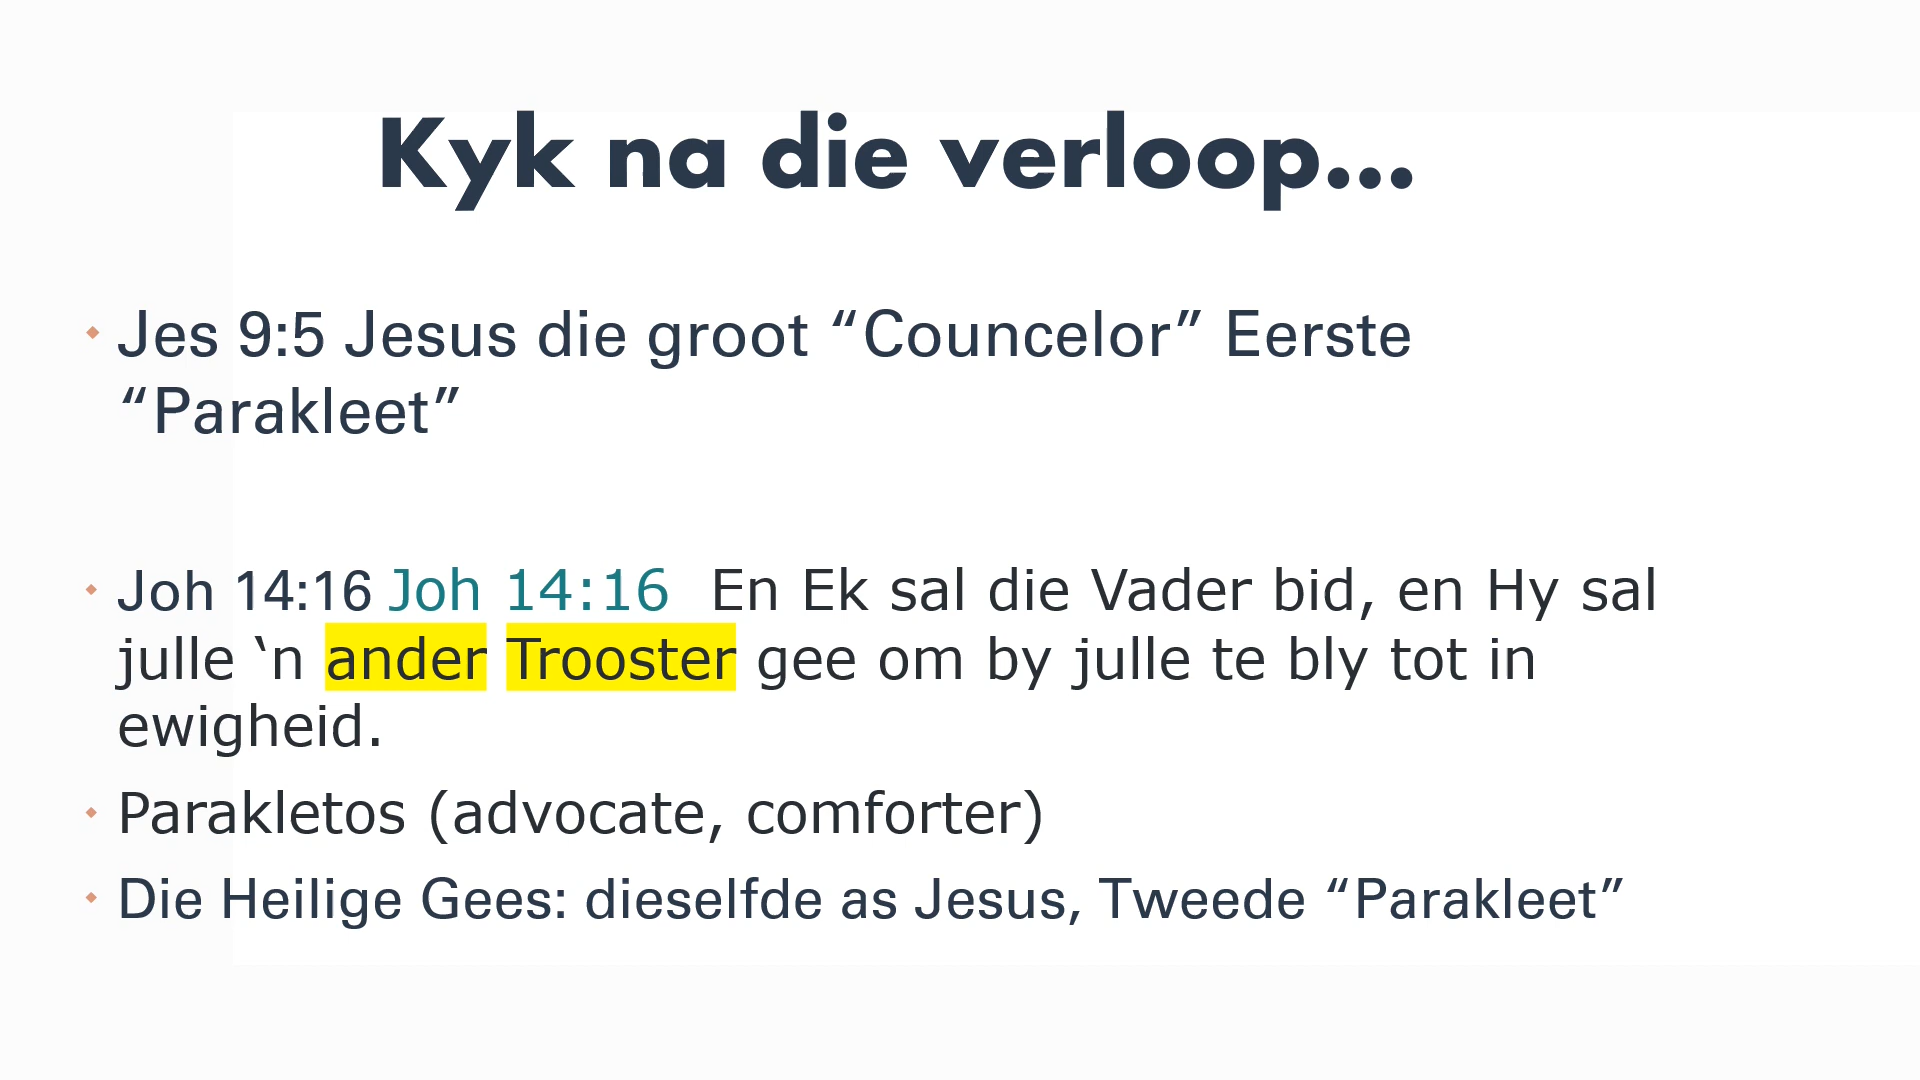 Kyk na die verloop...
Jes 9:5 Jesus die groot “Councelor” Eerste
“Parakleet”
Joh 14:16 Joh 14:16 En Ek sal die Vader bid, en Hy sal
julle ‘n ander Trooster gee om by julle te bly tot in
ewigheid.
Parakletos (advocate, comforter)
Die Heilige Gees: dieselfde as Jesus, Tweede “Parakleet”